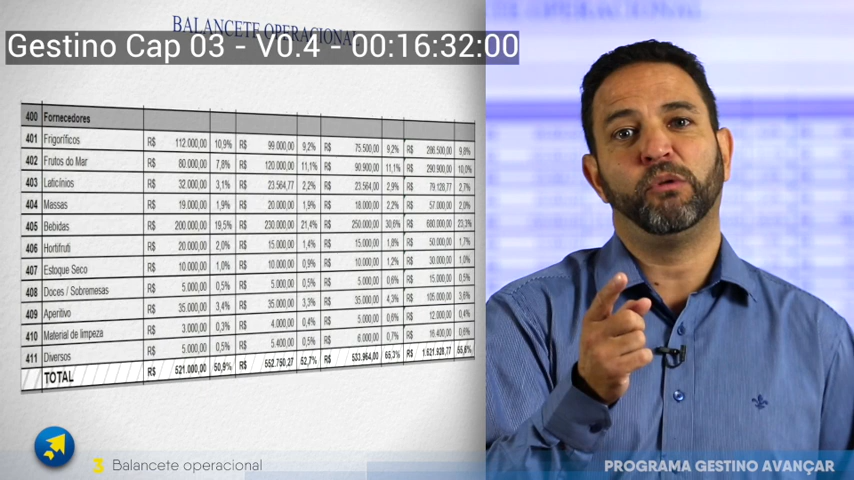 BALANCETE OPERACIONAL
Gestino Cap 03 - V0.4 - 00:16:32:00
400 Fornecedores
401 Frigoríficos R$ 112.000,00 10,9% R$ 99.000,00 9,2% R$ 75.500,00 9,2% R$ 286.500,00 9,8%
402 Frutos do Mar R$ 80.000,00 7,8% R$ 120.000,00 11,1% R$ 90.900,00 11,1% R$ 290.900,00 10,0%
403 Laticínios R$ 32.000,00 3,1% R$ 23.564,77 2,2% R$ 23.564,00 2,9% R$ 79.128,77 2,7%
404 Massas R$ 19.000,00 1,9% R$ 20.000,00 1,9% R$ 18.000,00 2,2% R$ 57.000,00 2,0%
405 Bebidas R$ 200.000,00 19,5% R$ 230.000,00 21,4% R$ 250.000,00 30,6% R$ 680.000,00 23,3%
406 Hortifruti R$ 20.000,00 2,0% R$ 15.000,00 1,4% R$ 15.000,00 1,8% R$ 50.000,00 1,7%
407 Estoque Seco R$ 10.000,00 1,0% R$ 10.000,00 0,9% R$ 10.000,00 1,2% R$ 30.000,00 1,0%
408 Doces / Sobremesas R$ 5.000,00 0,5% R$ 5.000,00 0,5% R$ 5.000,00 0,6% R$ 15.000,00 0,5%
409 Aperitivo R$ 35.000,00 3,4% R$ 35.000,00 3,3% R$ 35.000,00 4,3% R$ 105.000,00 3,6%
410 Material de limpeza R$ 3.000,00 0,3% R$ 4.000,00 0,4% R$ 5.000,00 0,6% R$ 12.000,00 0,4%
411 Diversos R$ 5.000,00 0,5% R$ 5.400,00 0,5% R$ 6.000,00 0,7% R$ 16.400,00 0,6%
TOTAL R$ 521.000,00 50,9% R$ 552.750,27 52,7% R$ 533.964,00 65,3% R$ 1.621.928,77 55,6%
3 Balancete operacional
PROGRAMA GESTINO AVANÇAR